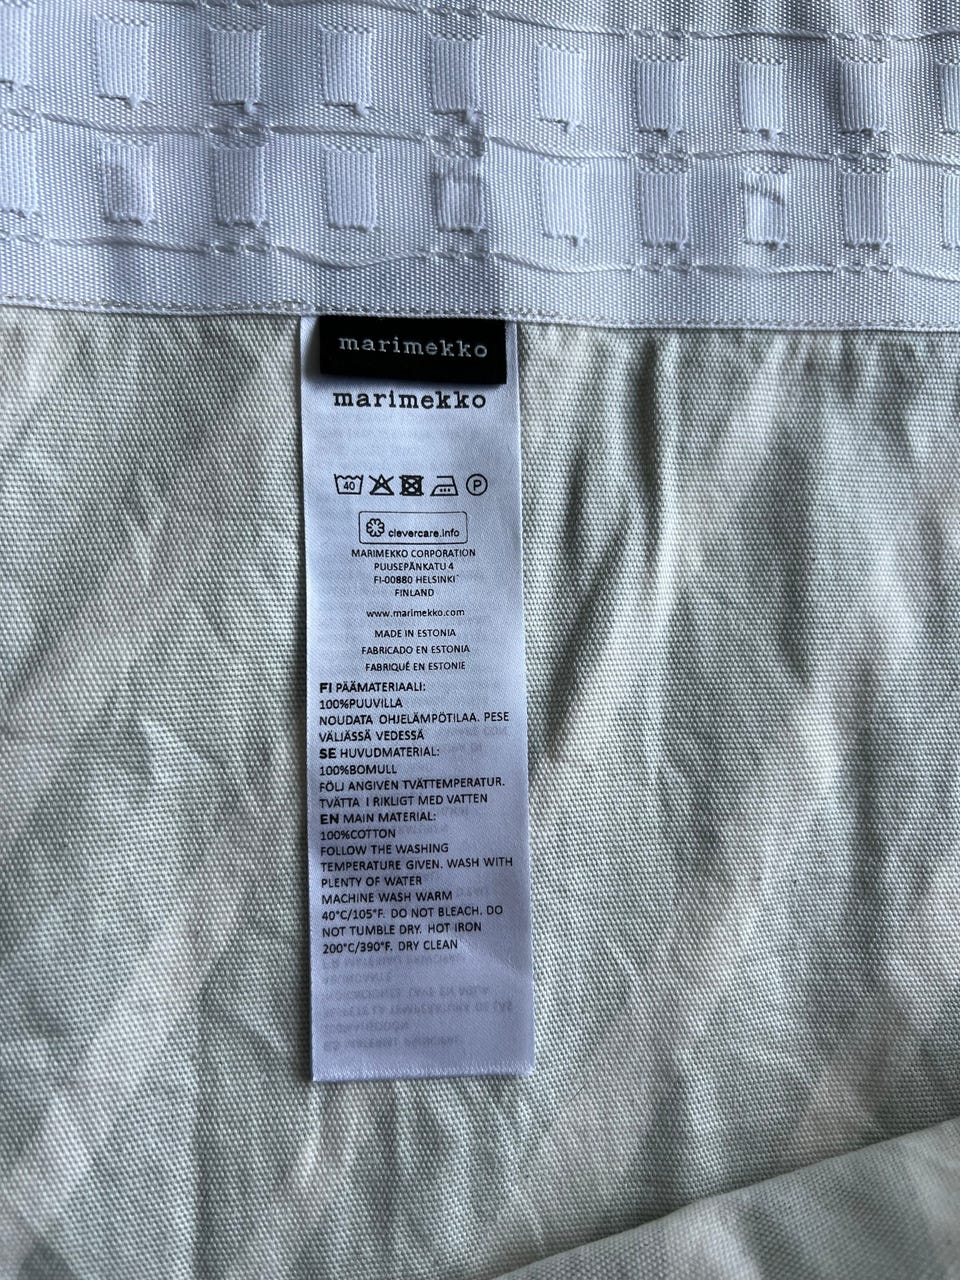 marimekko
marimekko
40 P
clevercare.info
MARIMEKKO CORPORATION
PUUSEPÄNKATU 4
FI-00880 HELSINKI
FINLAND
www.marimekko.com
MADE IN ESTONIA
FABRICADO EN ESTONIA
FABRIQUÉ EN ESTONIE
FI PÄÄMATERIAALI:
100%PUUVILLA
NOUDATA OHJELÄMPÖTILAA. PESE
VÄLJÄSSÄ VEDESSÄ
SE HUVUDMATERIAL:
100%BOMULL
FÖLJ ANGIVEN TVÄTTEMPERATUR.
TVÄTTA I RIKLIGT MED VATTEN
EN MAIN MATERIAL:
100%COTTON
FOLLOW THE WASHING
TEMPERATURE GIVEN. WASH WITH
PLENTY OF WATER
MACHINE WASH WARM
40°C/105°F. DO NOT BLEACH. DO
NOT TUMBLE DRY. HOT IRON
200°C/390°F. DRY CLEAN